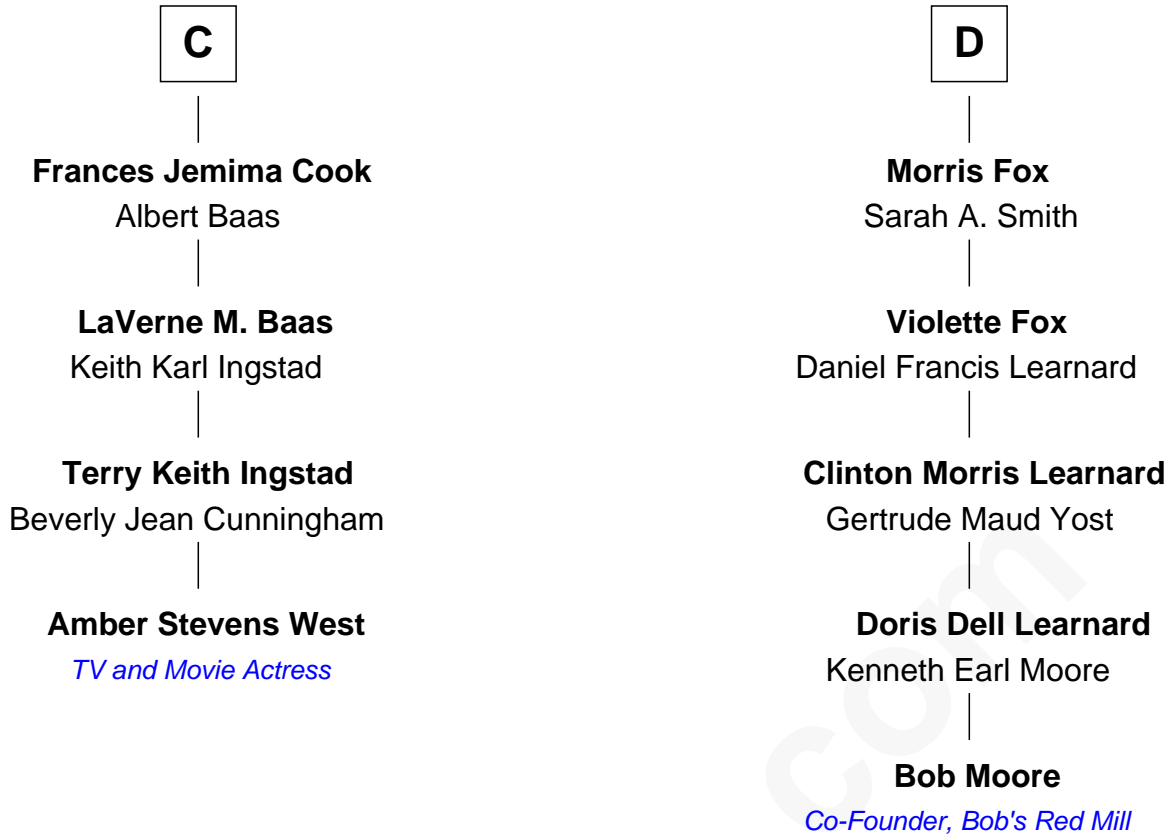 C
Frances Jemima Cook
Albert Baas
LaVerne M. Baas
Keith Karl Ingstad
Terry Keith Ingstad
Beverly Jean Cunningham
Amber Stevens West
TV and Movie Actress
D
Morris Fox
Sarah A. Smith
Violette Fox
Daniel Francis Learnard
Clinton Morris Learnard
Gertrude Maud Yost
Doris Dell Learnard
Kenneth Earl Moore
Bob Moore
Co-Founder, Bob's Red Mill
com